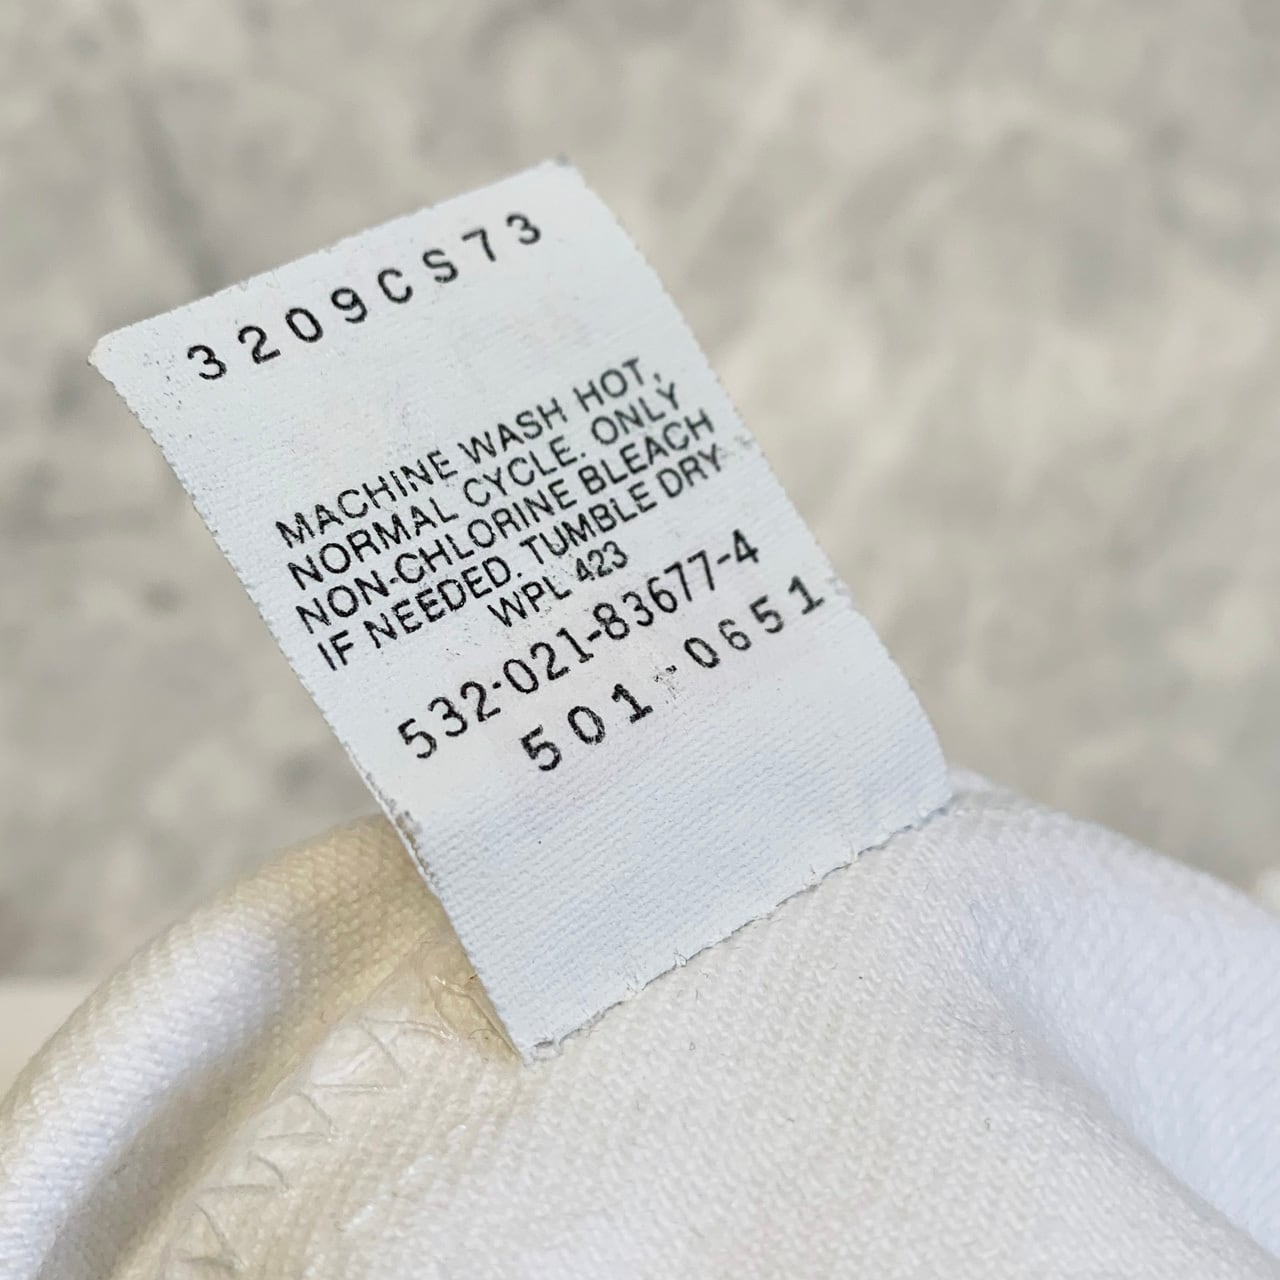 3209CS73
MACHINE WASH HOT,
NORMAL CYCLE. ONLY
NON-CHLORINE BLEACH
IF NEEDED. TUMBLE DRY
WPL 423
532-021-83677-4
501-0651